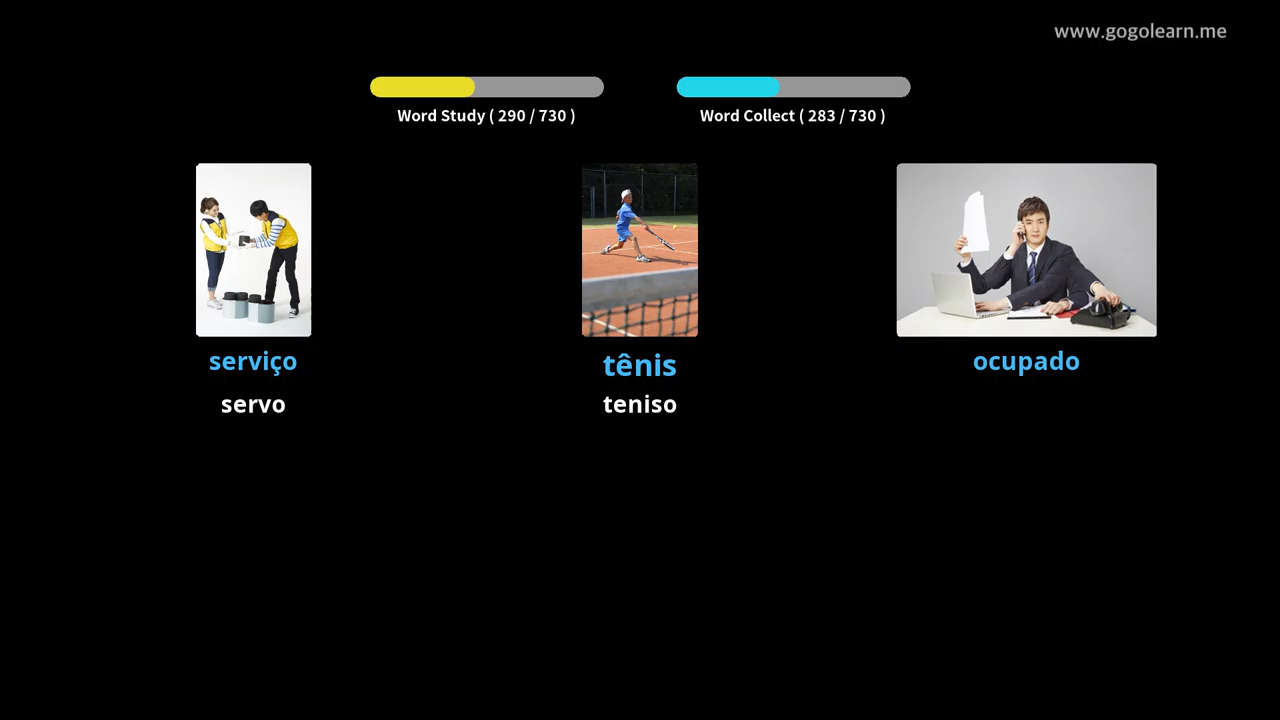 www.gogolearn.me
Word Study ( 290 / 730 )
Word Collect ( 283 / 730 )
serviço
servo
tênis
teniso
ocupado